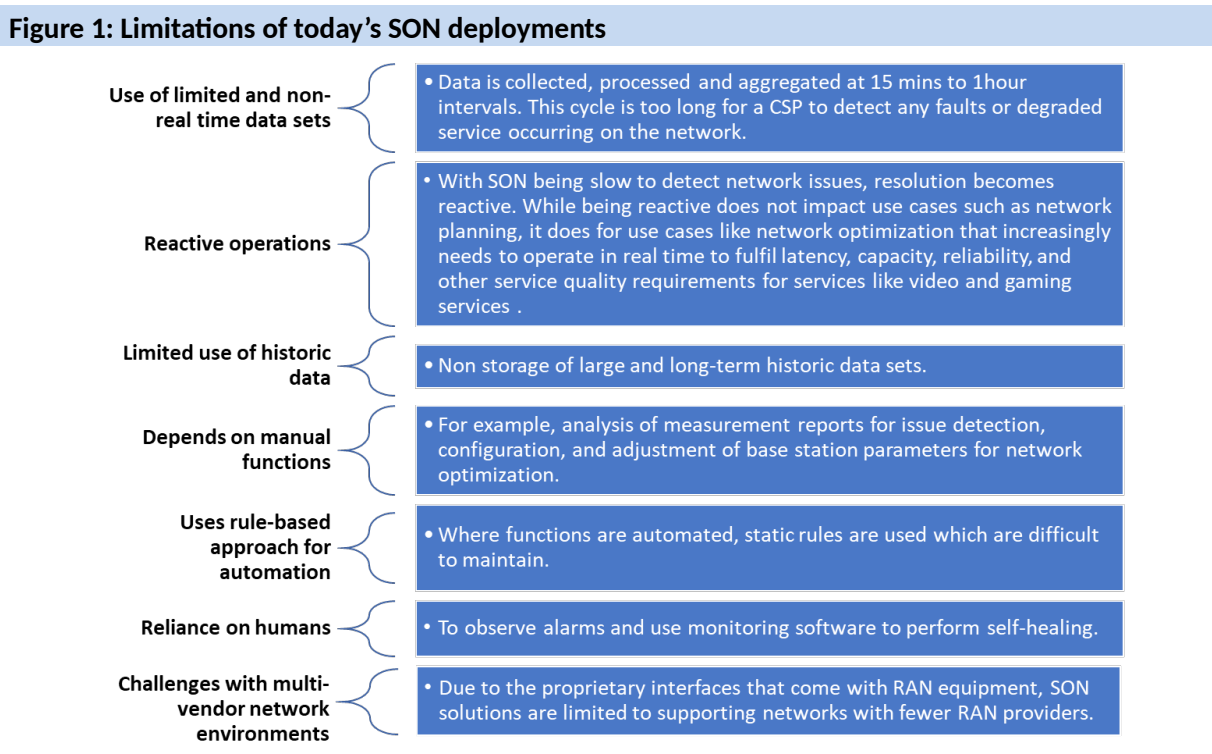 Figure 1: Limitations of today’s SON deployments
Use of limited and non-
real time data sets
• Data is collected, processed and aggregated at 15 mins to 1hour
intervals. This cycle is too long for a CSP to detect any faults or degraded
service occurring on the network.
Reactive operations
• With SON being slow to detect network issues, resolution becomes
reactive. While being reactive does not impact use cases such as network
planning, it does for use cases like network optimization that increasingly
needs to operate in real time to fulfil latency, capacity, reliability, and
other service quality requirements for services like video and gaming
services .
Limited use of historic
data
• Non storage of large and long-term historic data sets.
Depends on manual
functions
• For example, analysis of measurement reports for issue detection,
configuration, and adjustment of base station parameters for network
optimization.
Uses rule-based
approach for
automation
• Where functions are automated, static rules are used which are difficult
to maintain.
Reliance on humans
• To observe alarms and use monitoring software to perform self-healing.
Challenges with multi-
vendor network
environments
• Due to the proprietary interfaces that come with RAN equipment, SON
solutions are limited to supporting networks with fewer RAN providers.